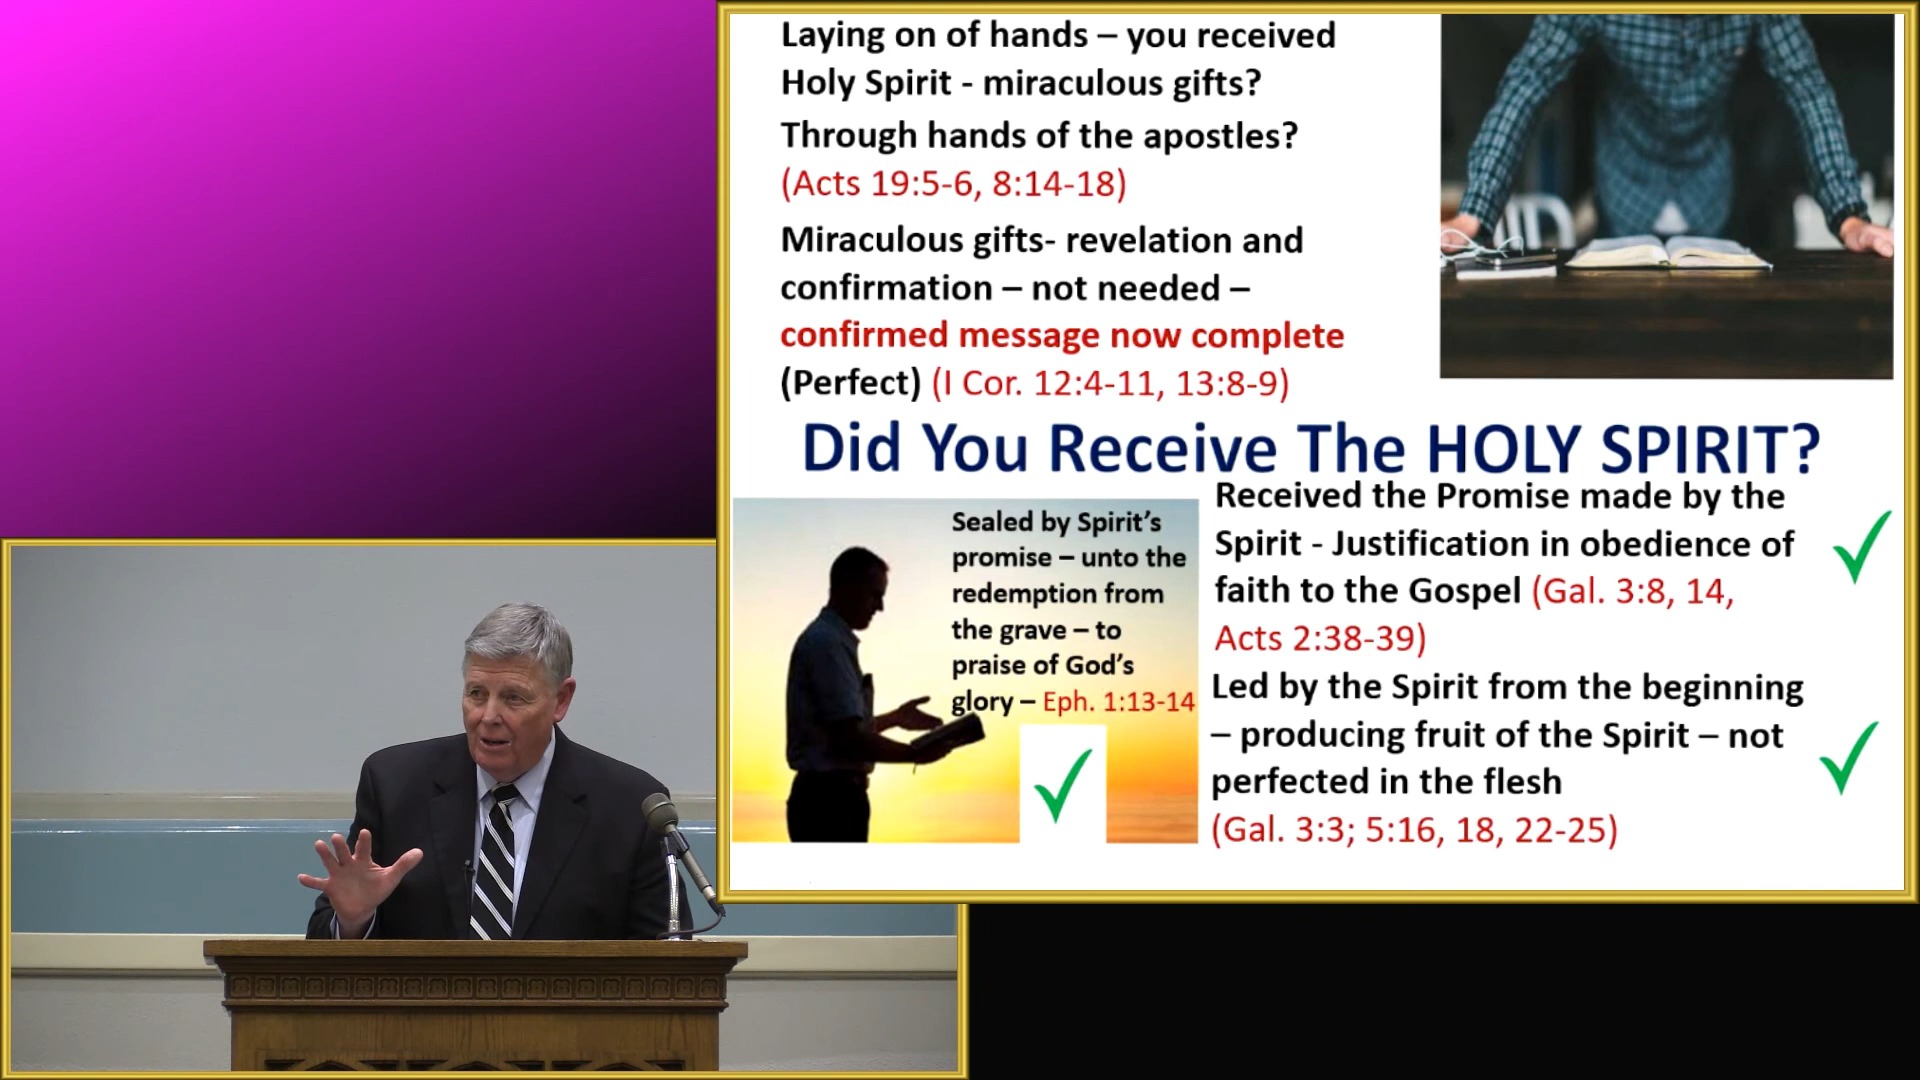 Laying on of hands – you received
Holy Spirit - miraculous gifts?
Through hands of the apostles?
(Acts 19:5-6, 8:14-18)
Miraculous gifts- revelation and
confirmation – not needed –
confirmed message now complete
(Perfect) (I Cor. 12:4-11, 13:8-9)
Did You Receive The HOLY SPIRIT?
Sealed by Spirit's
promise – unto the
redemption from
the grave – to
praise of God's
glory – Eph. 1:13-14
Received the Promise made by the
Spirit - Justification in obedience of
faith to the Gospel (Gal. 3:8, 14,
Acts 2:38-39)
Led by the Spirit from the beginning
– producing fruit of the Spirit – not
perfected in the flesh
(Gal. 3:3; 5:16, 18, 22-25)